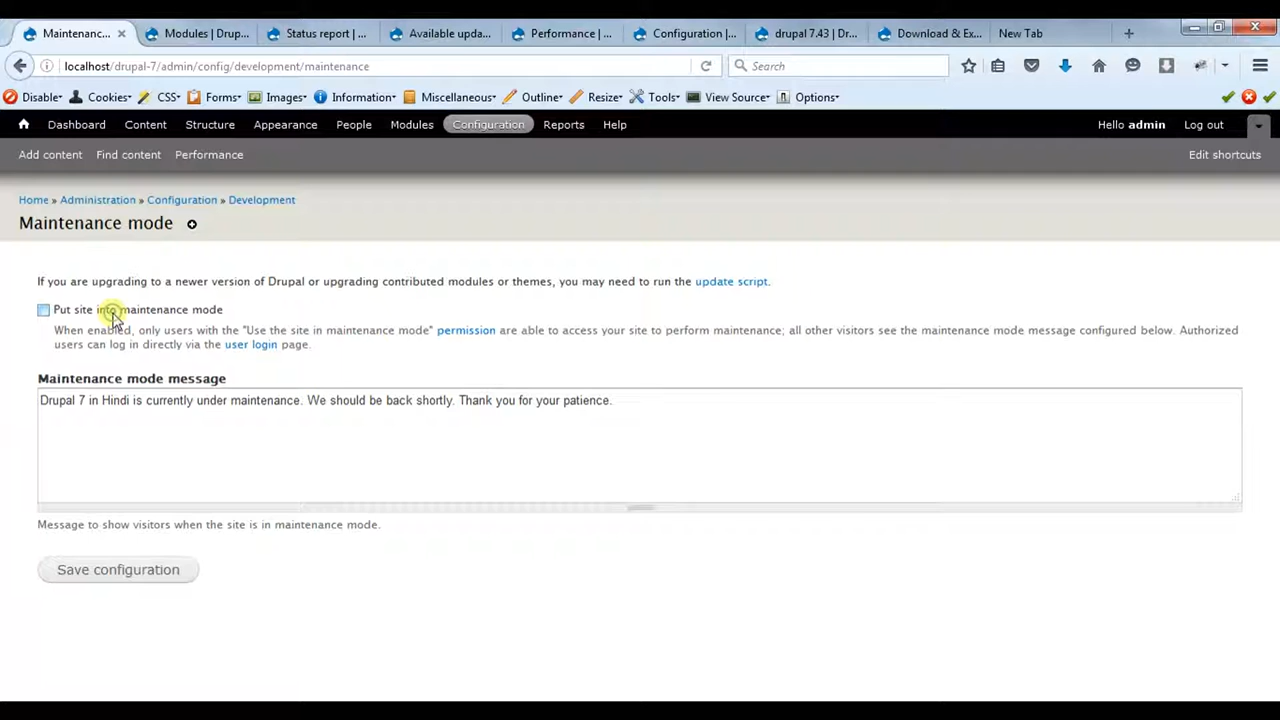 Maintenanc... × Modules | Drup... Status report | ... Available upda... Performance | ... Configuration |... drupal 7.43 | Dr... Download & Ex... New Tab +
localhost/drupal-7/admin/config/development/maintenance Search
Disable Cookies CSS Forms Images Information Miscellaneous Outline Resize Tools View Source Options
Dashboard Content Structure Appearance People Modules Configuration Reports Help Hello admin Log out
Add content Find content Performance Edit shortcuts
Home » Administration » Configuration » Development
Maintenance mode
If you are upgrading to a newer version of Drupal or upgrading contributed modules or themes, you may need to run the update script.
Put site into maintenance mode
When enabled, only users with the "Use the site in maintenance mode" permission are able to access your site to perform maintenance; all other visitors see the maintenance mode message configured below. Authorized
users can log in directly via the user login page.
Maintenance mode message
Drupal 7 in Hindi is currently under maintenance. We should be back shortly. Thank you for your patience.
Message to show visitors when the site is in maintenance mode.
Save configuration